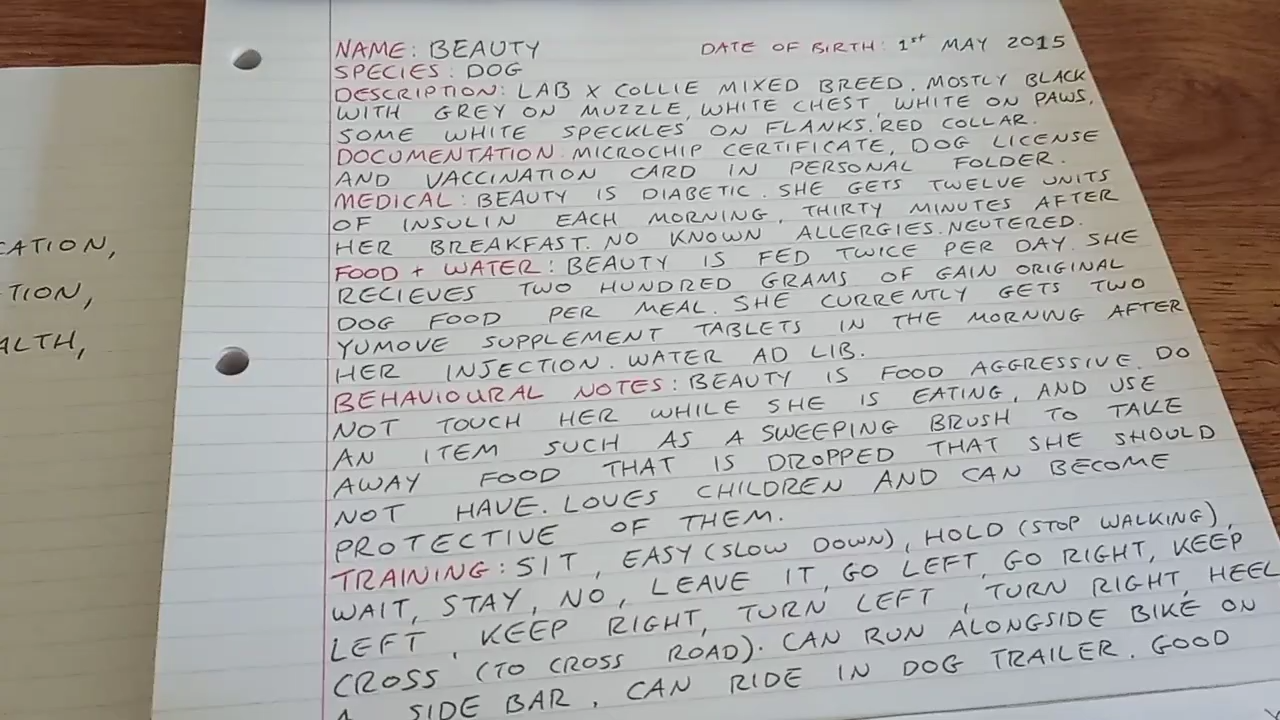 NAME: BEAUTY DATE OF BIRTH: 1st MAY 2015
SPECIES: DOG
DESCRIPTION: LAB X COLLIE MIXED BREED. MOSTLY BLACK
WITH GREY ON MUZZLE, WHITE CHEST, WHITE ON PAWS,
SOME WHITE SPECKLES ON FLANKS. RED COLLAR.
DOCUMENTATION: MICROCHIP CERTIFICATE, DOG LICENSE
AND VACCINATION CARD IN PERSONAL FOLDER.
MEDICAL: BEAUTY IS DIABETIC. SHE GETS TWELVE UNITS
OF INSULIN EACH MORNING, THIRTY MINUTES AFTER
HER BREAKFAST. NO KNOWN ALLERGIES. NEUTERED.
FOOD + WATER: BEAUTY IS FED TWICE PER DAY. SHE
RECIEVES TWO HUNDRED GRAMS OF GAIN ORIGINAL
DOG FOOD PER MEAL. SHE CURRENTLY GETS TWO
YUMOVE SUPPLEMENT TABLETS IN THE MORNING AFTER
HER INJECTION. WATER AD LIB.
BEHAVIOURAL NOTES: BEAUTY IS FOOD AGGRESSIVE. DO
NOT TOUCH HER WHILE SHE IS EATING, AND USE
AN ITEM SUCH AS A SWEEPING BRUSH TO TAKE
AWAY FOOD THAT IS DROPPED THAT SHE SHOULD
NOT HAVE. LOVES CHILDREN AND CAN BECOME
PROTECTIVE OF THEM.
TRAINING: SIT, EASY (SLOW DOWN), HOLD (STOP WALKING),
WAIT, STAY, NO, LEAVE IT, GO LEFT, GO RIGHT, KEEP
LEFT, KEEP RIGHT, TURN LEFT, TURN RIGHT, HEEL
CROSS (TO CROSS ROAD). CAN RUN ALONGSIDE BIKE ON
A SIDE BAR, CAN RIDE IN DOG TRAILER. GOOD
CATION,
TION,
ALTH,